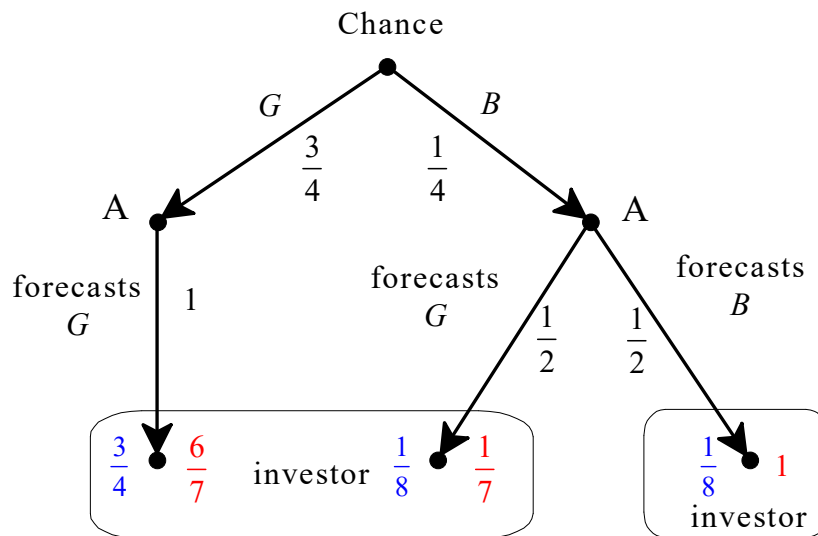 Chance
G
B
3/4
1/4
A
A
forecasts
G
1
forecasts
G
1/2
1/2
forecasts
B
3/4
6/7
investor
1/8
1/7
1/8
1
investor